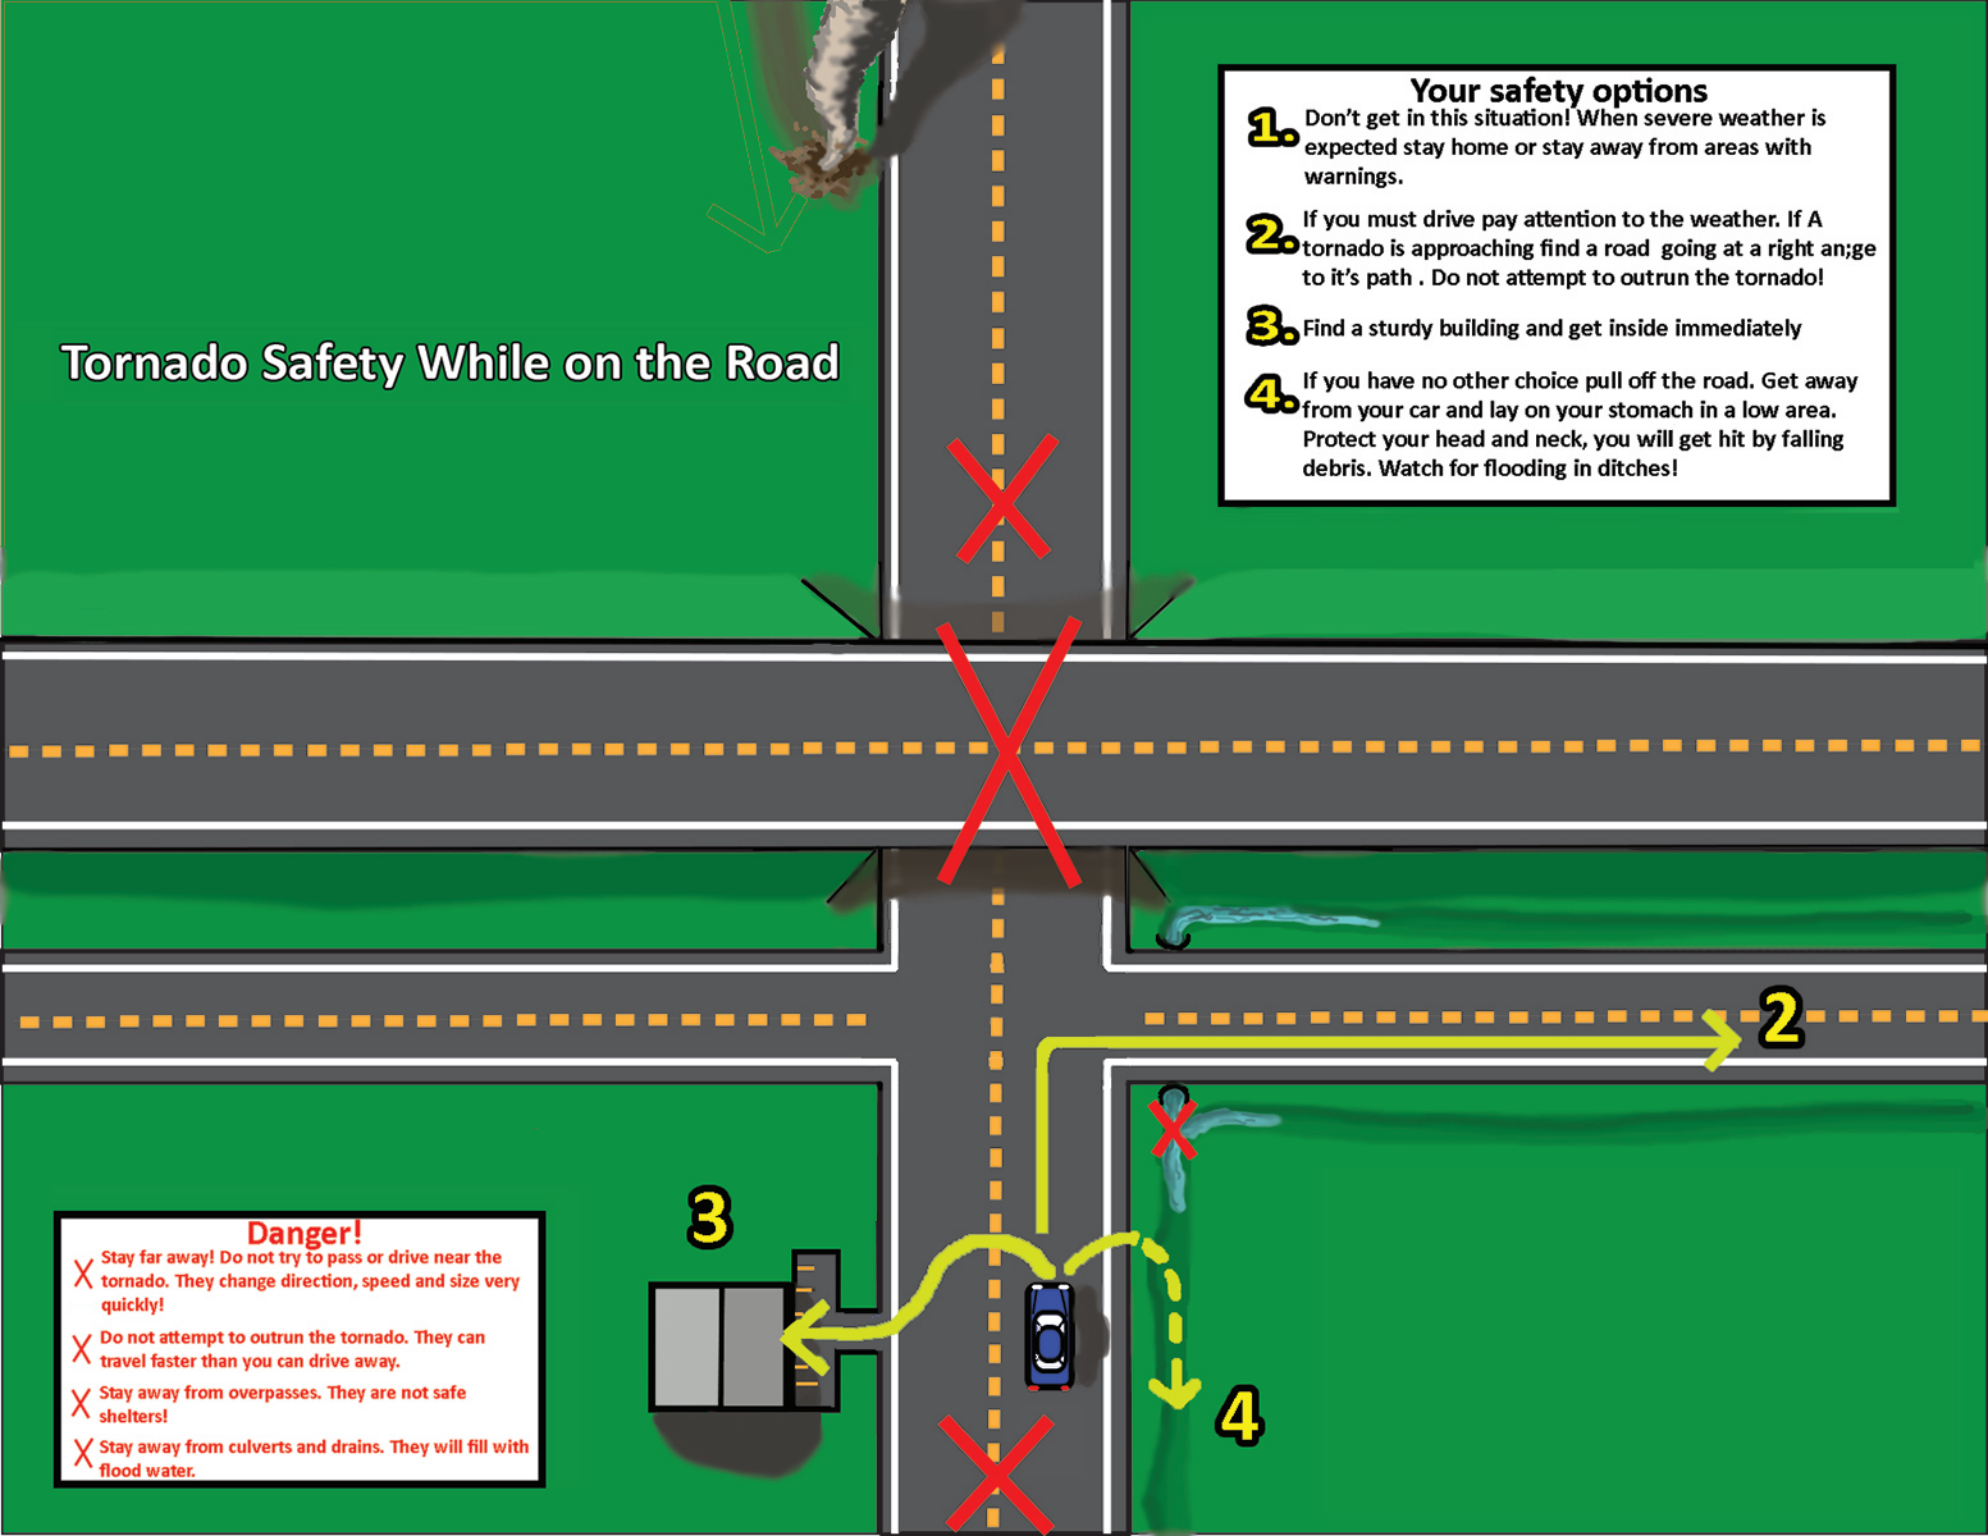 Tornado Safety While on the Road
Your safety options
1. Don't get in this situation! When severe weather is
expected stay home or stay away from areas with
warnings.
2. If you must drive pay attention to the weather. If A
tornado is approaching find a road going at a right an;ge
to it's path . Do not attempt to outrun the tornado!
3. Find a sturdy building and get inside immediately
4. If you have no other choice pull off the road. Get away
from your car and lay on your stomach in a low area.
Protect your head and neck, you will get hit by falling
debris. Watch for flooding in ditches!
2
3
4
Danger!
X Stay far away! Do not try to pass or drive near the
tornado. They change direction, speed and size very
quickly!
X Do not attempt to outrun the tornado. They can
travel faster than you can drive away.
X Stay away from overpasses. They are not safe
shelters!
X Stay away from culverts and drains. They will fill with
flood water.